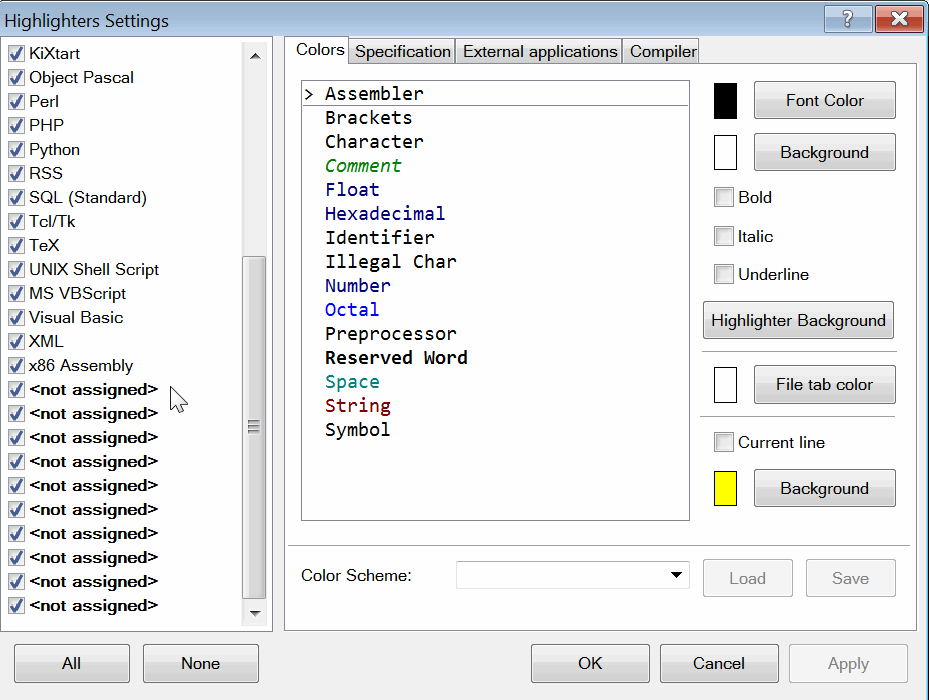 Highlighters Settings
?
KiXtart
Object Pascal
Perl
PHP
Python
RSS
SQL (Standard)
Tcl/Tk
TeX
UNIX Shell Script
MS VBScript
Visual Basic
XML
x86 Assembly
<not assigned>
<not assigned>
<not assigned>
<not assigned>
<not assigned>
<not assigned>
<not assigned>
<not assigned>
<not assigned>
<not assigned>
All
None
Colors
Specification
External applications
Compiler
> Assembler
Brackets
Character
Comment
Float
Hexadecimal
Identifier
Illegal Char
Number
Octal
Preprocessor
Reserved Word
Space
String
Symbol
Font Color
Background
Bold
Italic
Underline
Highlighter Background
File tab color
Current line
Background
Color Scheme:
Load
Save
OK
Cancel
Apply